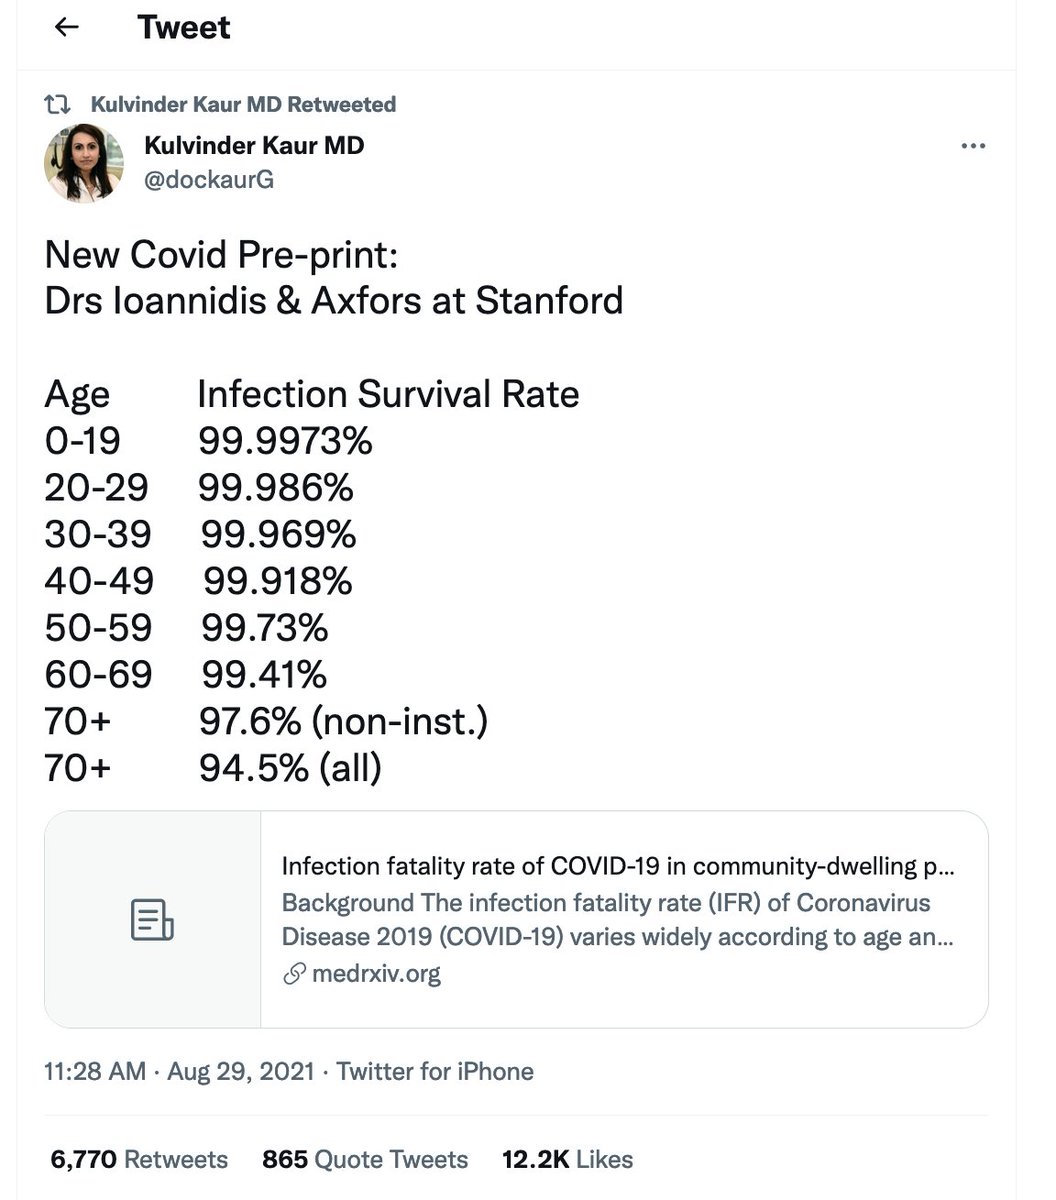 Tweet
Kulvinder Kaur MD Retweeted
Kulvinder Kaur MD
@dockaurG
New Covid Pre-print:
Drs Ioannidis & Axfors at Stanford
Age Infection Survival Rate
0-19 99.9973%
20-29 99.986%
30-39 99.969%
40-49 99.918%
50-59 99.73%
60-69 99.41%
70+ 97.6% (non-inst.)
70+ 94.5% (all)
Infection fatality rate of COVID-19 in community-dwelling p...
Background The infection fatality rate (IFR) of Coronavirus
Disease 2019 (COVID-19) varies widely according to age an...
medrxiv.org
11:28 AM · Aug 29, 2021 · Twitter for iPhone
6,770 Retweets 865 Quote Tweets 12.2K Likes